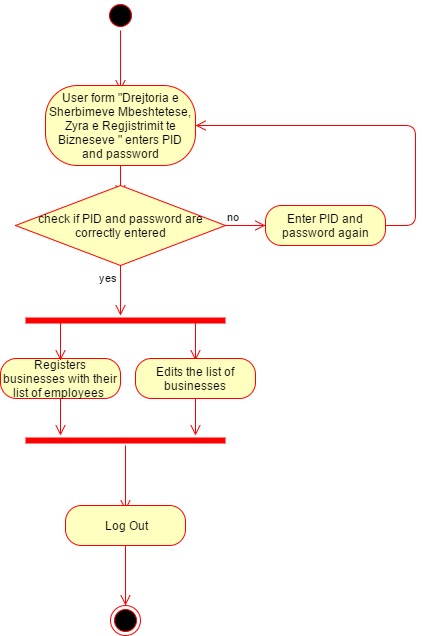 User form "Drejtoria e
Sherbimeve Mbeshtetese,
Zyra e Regjistrimit te
Bizneseve " enters PID
and password
check if PID and password are
correctly entered
no
Enter PID and
password again
yes
Registers
businesses with their
list of employees
Edits the list of
businesses
Log Out